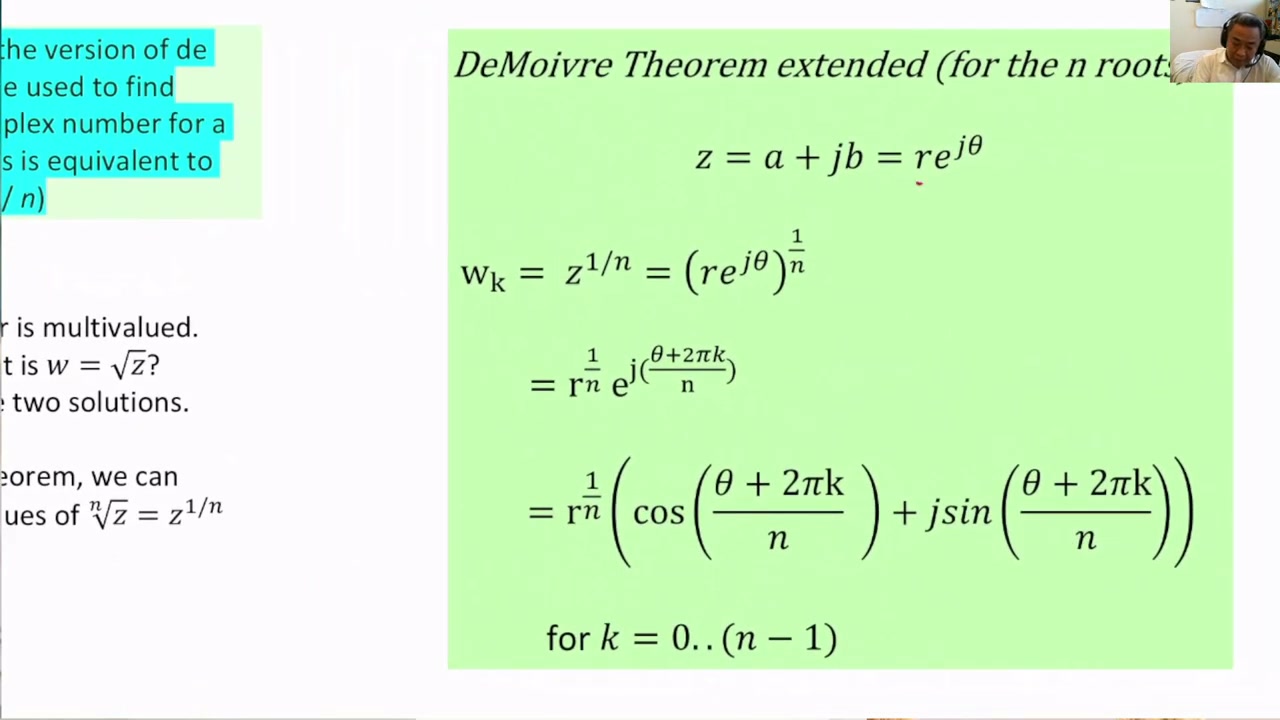 the version of de
e used to find
plex number for a
s is equivalent to
/ n)
r is multivalued.
t is w = √z?
two solutions.
eorem, we can
ues of ⁿ√z = z^{1/n}
DeMoivre Theorem extended (for the n roots
z = a + jb = re^{jθ}
w_k = z^{1/n} = (re^{jθ})^{1/n}
= r^{1/n} e^{j((θ+2πk)/n)}
= r^{1/n} (cos((θ + 2πk)/n) + jsin((θ + 2πk)/n))
for k = 0..(n − 1)